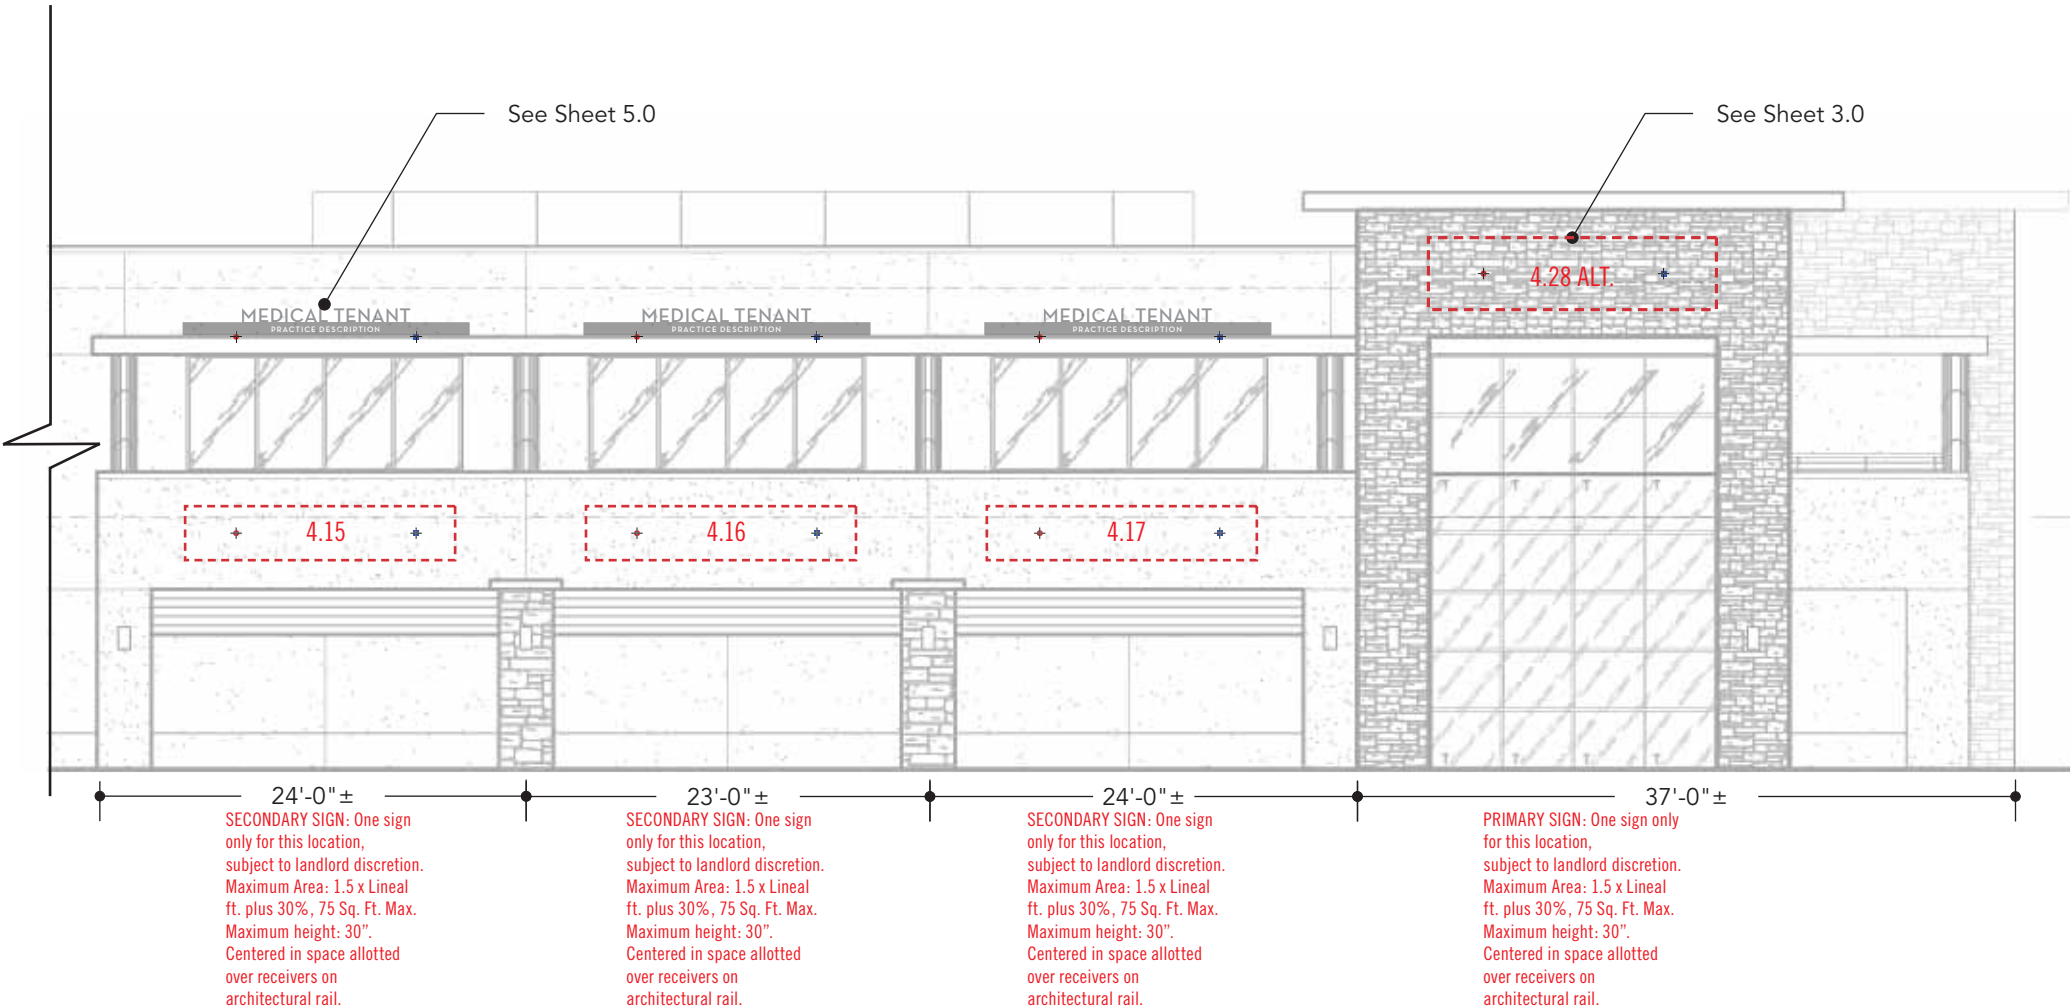 See Sheet 5.0
See Sheet 3.0
4.28 ALT.
MEDICAL TENANT
PRACTICE DESCRIPTION
MEDICAL TENANT
PRACTICE DESCRIPTION
MEDICAL TENANT
PRACTICE DESCRIPTION
4.15
4.16
4.17
24'-0"±
23'-0"±
24'-0"±
37'-0"±
SECONDARY SIGN: One sign
only for this location,
subject to landlord discretion.
Maximum Area: 1.5 x Lineal
ft. plus 30%, 75 Sq. Ft. Max.
Maximum height: 30”.
Centered in space allotted
over receivers on
architectural rail.
SECONDARY SIGN: One sign
only for this location,
subject to landlord discretion.
Maximum Area: 1.5 x Lineal
ft. plus 30%, 75 Sq. Ft. Max.
Maximum height: 30”.
Centered in space allotted
over receivers on
architectural rail.
SECONDARY SIGN: One sign
only for this location,
subject to landlord discretion.
Maximum Area: 1.5 x Lineal
ft. plus 30%, 75 Sq. Ft. Max.
Maximum height: 30”.
Centered in space allotted
over receivers on
architectural rail.
PRIMARY SIGN: One sign only
for this location,
subject to landlord discretion.
Maximum Area: 1.5 x Lineal
ft. plus 30%, 75 Sq. Ft. Max.
Maximum height: 30”.
Centered in space allotted
over receivers on
architectural rail.